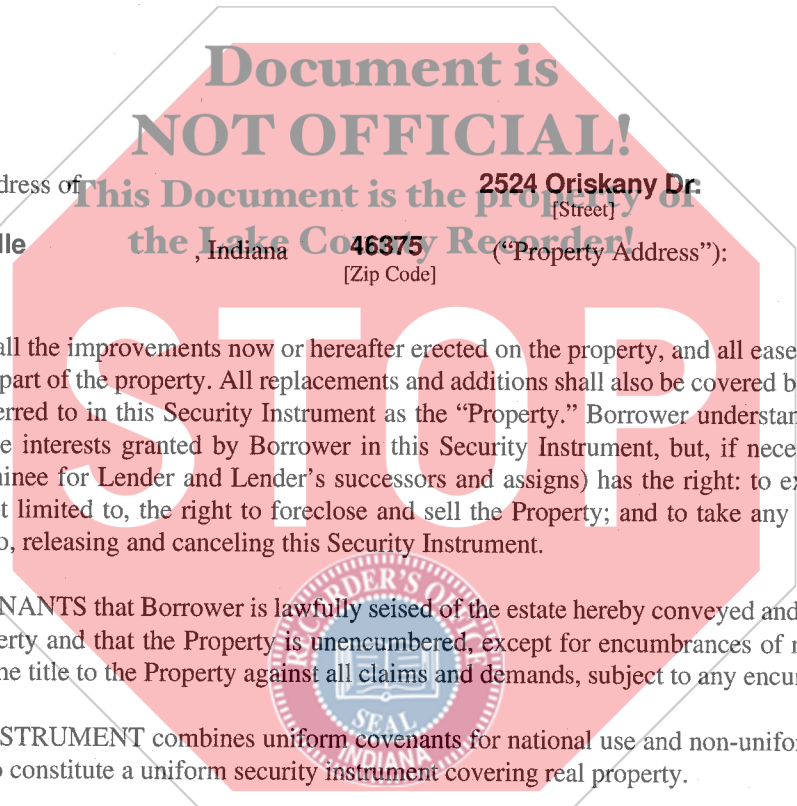 Document is
NOT OFFICIAL!
This Document is the property of
the Lake County Recorder!
STOP
dress of 2524 Oriskany Dr.
[Street]
lle , Indiana 46375 (“Property Address”):
[Zip Code]
all the improvements now or hereafter erected on the property, and all ease
part of the property. All replacements and additions shall also be covered b
erred to in this Security Instrument as the “Property.” Borrower understan
e interests granted by Borrower in this Security Instrument, but, if nece
inee for Lender and Lender’s successors and assigns) has the right: to ex
t limited to, the right to foreclose and sell the Property; and to take any
o, releasing and canceling this Security Instrument.
NANTS that Borrower is lawfully seised of the estate hereby conveyed and
erty and that the Property is unencumbered, except for encumbrances of r
he title to the Property against all claims and demands, subject to any encum
STRUMENT combines uniform covenants for national use and non-unifo
o constitute a uniform security instrument covering real property.
RECORDER'S OFFICE
SEAL
INDIANA